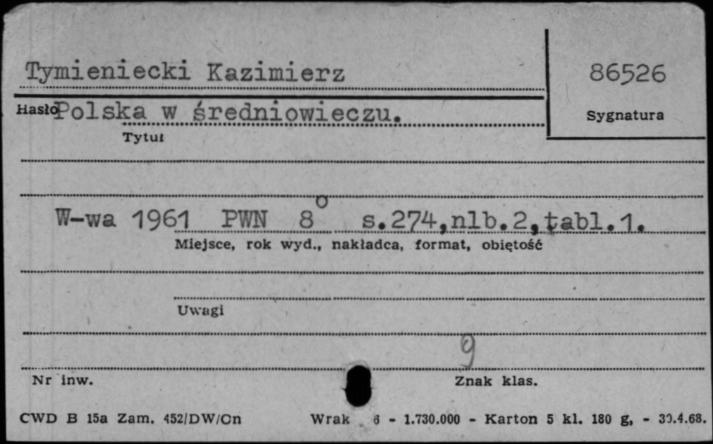 Tymieniecki Kazimierz
86526
Hasło
Polska w średniowieczu.
Sygnatura
Tytuł
W-wa 1961 PWN 8° s.274,nlb.2,tabl.1.
Miejsce, rok wyd., nakładca, format, obiętość
Uwagi
9
Nr inw.
Znak klas.
CWD B 15a Zam. 452/DW/Cn Wrak 6 - 1.730.000 - Karton 5 kl. 180 g, - 30.4.68.